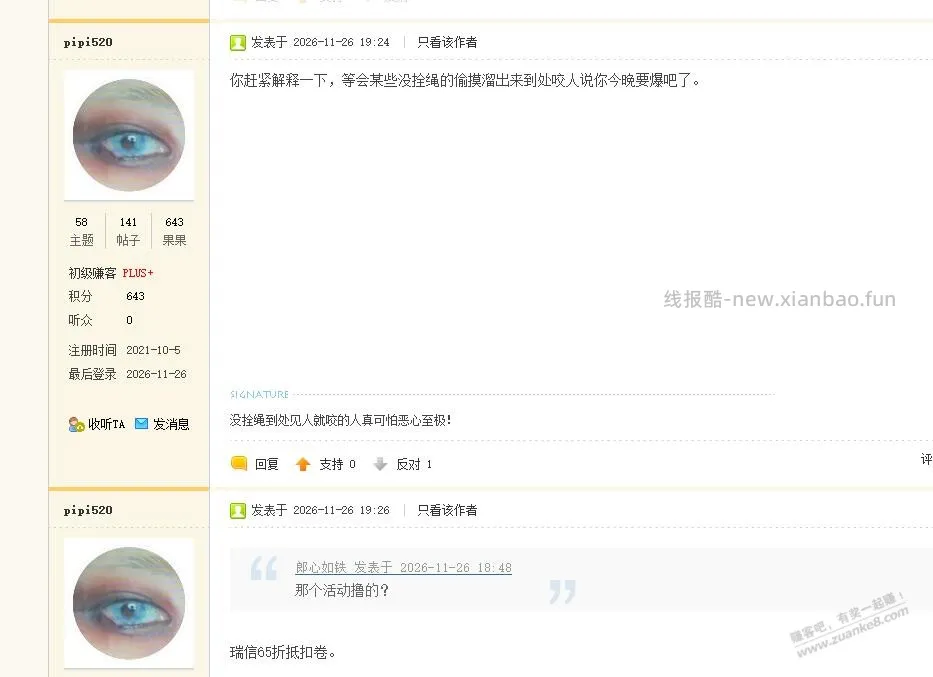 pipi520
发表于 2026-11-26 19:24 只看该作者
你赶紧解释一下，等会某些没拴绳的偷摸溜出来到处咬人说你今晚要爆吧了。
58 141 643
主题 帖子 果果
初级赚客 PLUS+
积分 643
听众 0
注册时间 2021-10-5
最后登录 2026-11-26
收听TA 发消息
线报酷-new.xianbao.fun
SIGNATURE
没拴绳到处见人就咬的人真可怕恶心至极！
回复 支持 0 反对 1
评
pipi520
发表于 2026-11-26 19:26 只看该作者
郎心如铁 发表于 2026-11-26 18:48
那个活动撸的？
瑞信65折抵扣卷。
赚客吧，有奖一起赚！
www.zuanke8.com